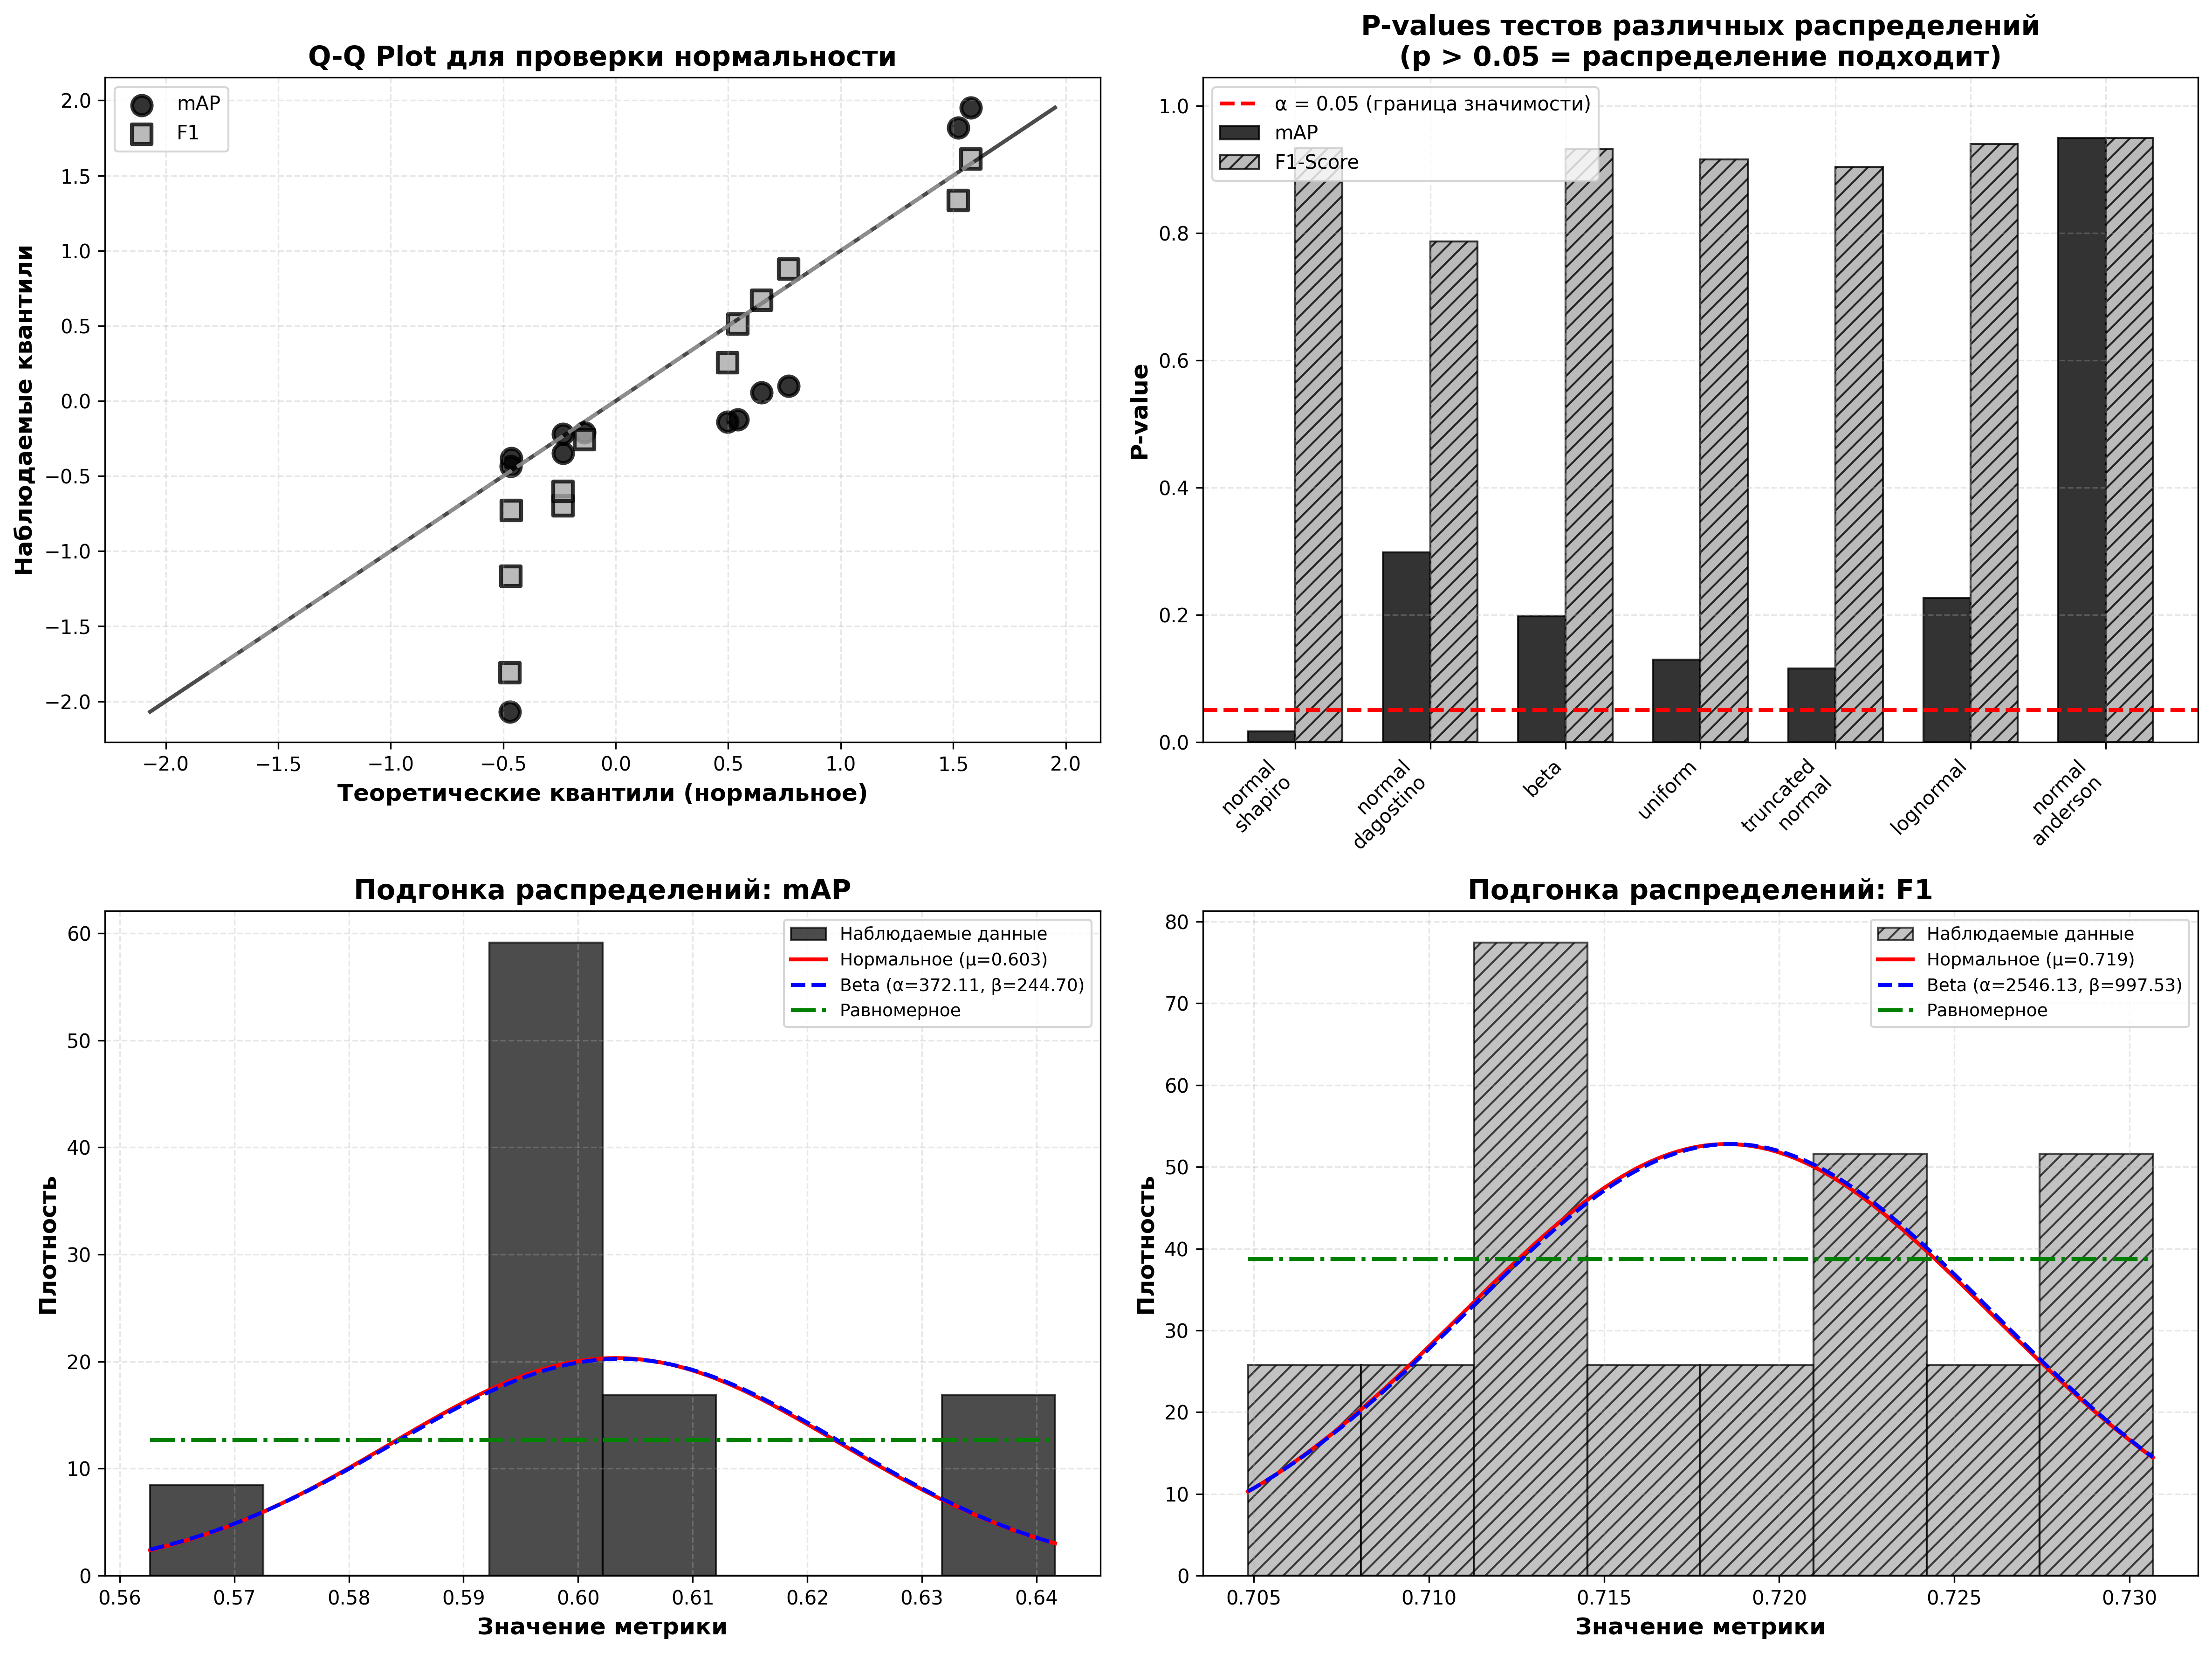 Q-Q Plot для проверки нормальности
mAP
F1
2.0
1.5
1.0
0.5
0.0
−0.5
−1.0
−1.5
−2.0
Наблюдаемые квантили
−2.0 −1.5 −1.0 −0.5 0.0 0.5 1.0 1.5 2.0
Теоретические квантили (нормальное)
P-values тестов различных распределений
(p > 0.05 = распределение подходит)
α = 0.05 (граница значимости)
mAP
F1-Score
1.0
0.8
0.6
0.4
0.2
0.0
P-value
normal
shapiro
normal
dagostino
beta
uniform
truncated
normal
lognormal
normal
anderson
Подгонка распределений: mAP
Наблюдаемые данные
Нормальное (μ=0.603)
Beta (α=372.11, β=244.70)
Равномерное
60
50
40
30
20
10
0
Плотность
0.56 0.57 0.58 0.59 0.60 0.61 0.62 0.63 0.64
Значение метрики
Подгонка распределений: F1
Наблюдаемые данные
Нормальное (μ=0.719)
Beta (α=2546.13, β=997.53)
Равномерное
80
70
60
50
40
30
20
10
0
Плотность
0.705 0.710 0.715 0.720 0.725 0.730
Значение метрики